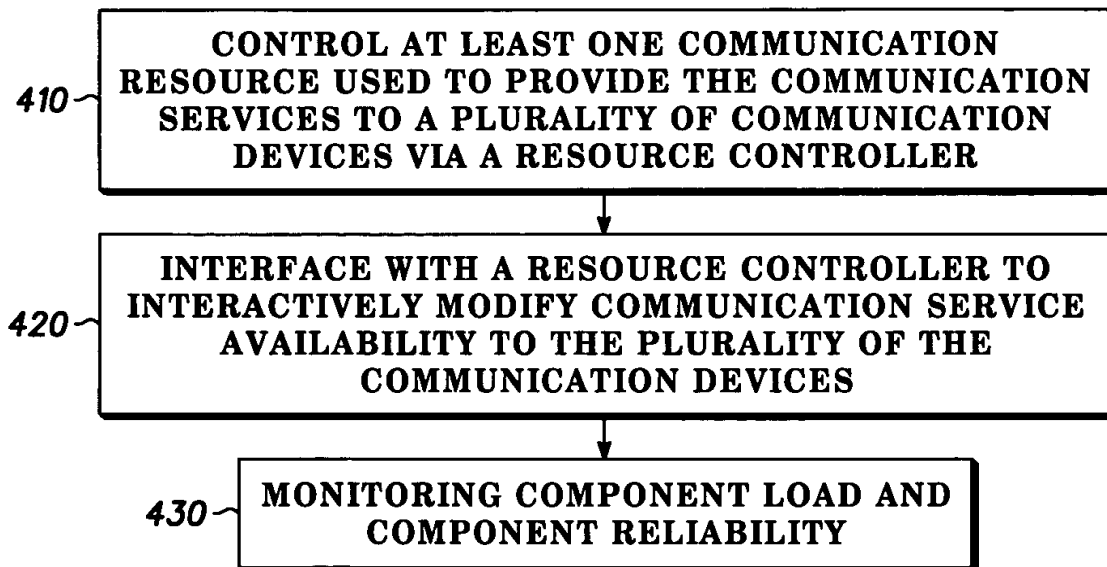 CONTROL AT LEAST ONE COMMUNICATION
RESOURCE USED TO PROVIDE THE COMMUNICATION
SERVICES TO A PLURALITY OF COMMUNICATION
DEVICES VIA A RESOURCE CONTROLLER
410
INTERFACE WITH A RESOURCE CONTROLLER TO
INTERACTIVELY MODIFY COMMUNICATION SERVICE
AVAILABILITY TO THE PLURALITY OF THE
COMMUNICATION DEVICES
420
MONITORING COMPONENT LOAD AND
COMPONENT RELIABILITY
430